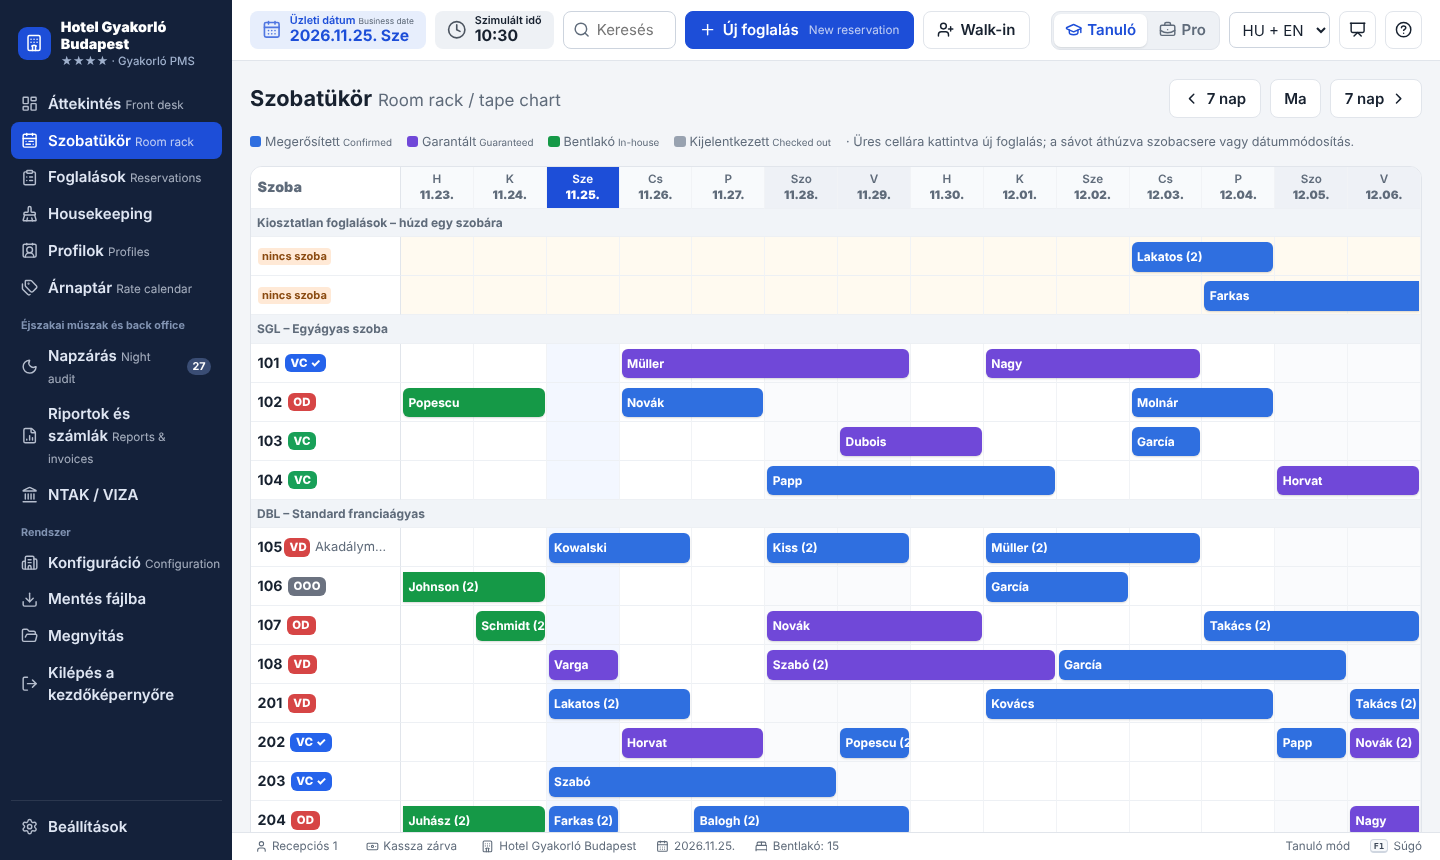 Hotel Gyakorló
Budapest
★★★★ · Gyakorló PMS
Áttekintés Front desk
Szobatükör Room rack
Foglalások Reservations
Housekeeping
Profilok Profiles
Árnaptár Rate calendar
Éjszakai műszak és back office
Napzárás Night
audit
27
Riportok és
számlák Reports &
invoices
NTAK / VIZA
Rendszer
Konfiguráció Configuration
Mentés fájlba
Megnyitás
Kilépés a
kezdőképernyőre
Beállítások
Üzleti dátum Business date
2026.11.25. Sze
Szimulált idő
10:30
Keresés
Új foglalás New reservation
Walk-in
Tanuló
Pro
HU + EN
Szobatükör Room rack / tape chart
7 nap
Ma
7 nap
Megerősített Confirmed
Garantált Guaranteed
Bentlakó In-house
Kijelentkezett Checked out
· Üres cellára kattintva új foglalás; a sávot áthúzva szobacsere vagy dátummódosítás.
Szoba
H 11.23.
K 11.24.
Sze 11.25.
Cs 11.26.
P 11.27.
Szo 11.28.
V 11.29.
H 11.30.
K 12.01.
Sze 12.02.
Cs 12.03.
P 12.04.
Szo 12.05.
V 12.06.
Kiosztatlan foglalások – húzd egy szobára
nincs szoba Lakatos (2)
nincs szoba Farkas
SGL – Egyágyas szoba
101 VC ✓ Müller Nagy
102 OD Popescu Novák Molnár
103 VC Dubois García
104 VC Papp Horvat
DBL – Standard franciaágyas
105 VD Akadálym... Kowalski Kiss (2) Müller (2)
106 OOO Johnson (2) García
107 OD Schmidt (2 Novák Takács (2)
108 VD Varga Szabó (2) García
201 VD Lakatos (2) Kovács Takács (2)
202 VC ✓ Horvat Popescu (2 Papp Novák (2)
203 VC ✓ Szabó
204 OD Juhász (2) Farkas (2) Balogh (2) Nagy
Recepciós 1
Kassza zárva
Hotel Gyakorló Budapest
2026.11.25.
Bentlakó: 15
Tanuló mód
F1 Súgó